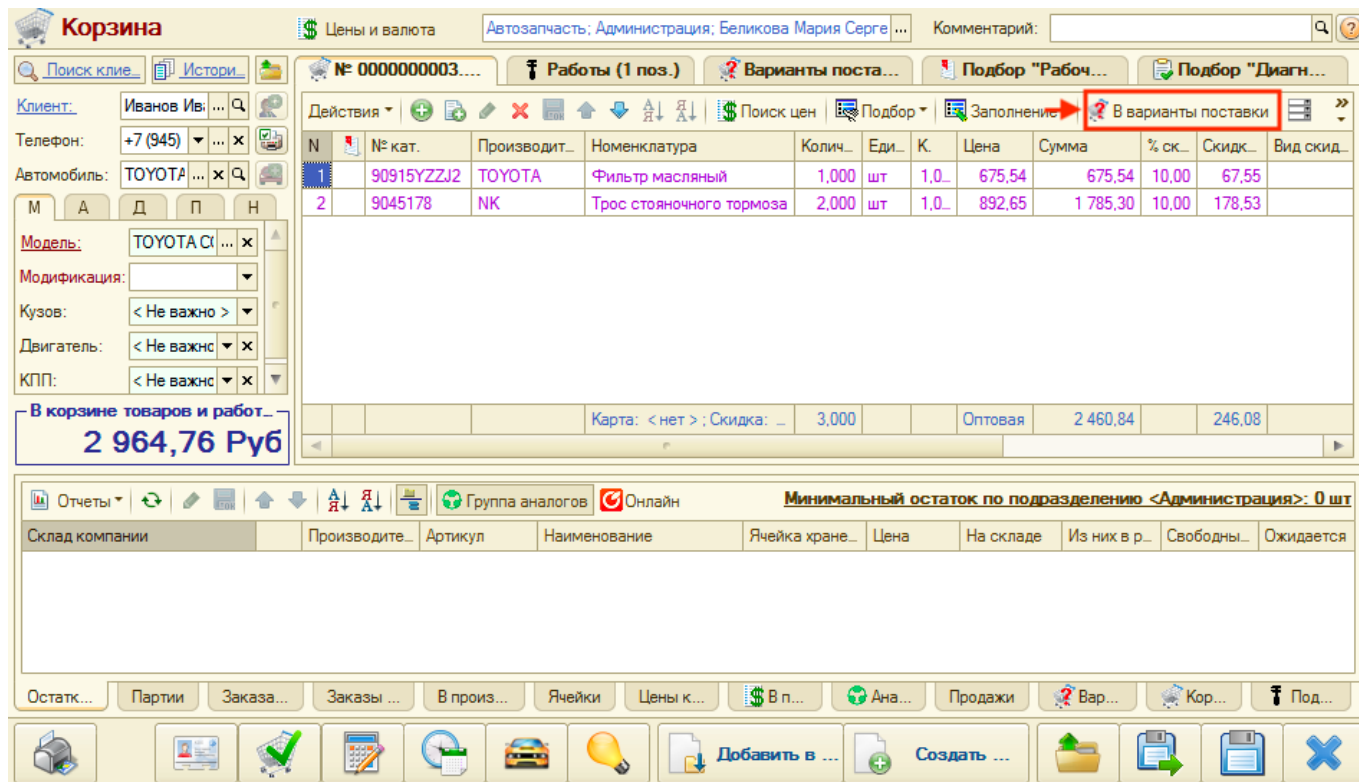 Корзина
Цены и валюта
Автозапчасть; Администрация; Беликова Мария Серге ...
Комментарий:
Поиск клие...
Истори...
№ 0000000003....
Работы (1 поз.)
Варианты поста...
Подбор "Рабоч...
Подбор "Диагн...
Клиент: Иванов Ив
Действия
Поиск цен
Подбор
Заполнение
В варианты поставки
Телефон: +7 (945) ...
N № кат. Производит... Номенклатура Колич... Еди... К. Цена Сумма % ск... Скидк... Вид скид...
Автомобиль: TOYOTA ...
1 90915YZZJ2 TOYOTA Фильтр масляный 1,000 шт 1,0... 675,54 675,54 10,00 67,55
М А Д П Н
2 9045178 NK Трос стояночного тормоза 2,000 шт 1,0... 892,65 1 785,30 10,00 178,53
Модель: TOYOTA C ...
Модификация:
Кузов: < Не важно >
Двигатель: < Не важно
КПП: < Не важно
В корзине товаров и работ...
2 964,76 Руб
Карта: < нет > ; Скидка: ... 3,000 Оптовая 2 460,84 246,08
Отчеты
Группа аналогов
Онлайн
Минимальный остаток по подразделению <Администрация>: 0 шт
Склад компании Производите... Артикул Наименование Ячейка хране... Цена На складе Из них в р... Свободны... Ожидается
Остатк... Партии Заказа... Заказы ... В произ... Ячейки Цены к... В п... Ана... Продажи Вар... Кор... Под...
Добавить в ...
Создать ...